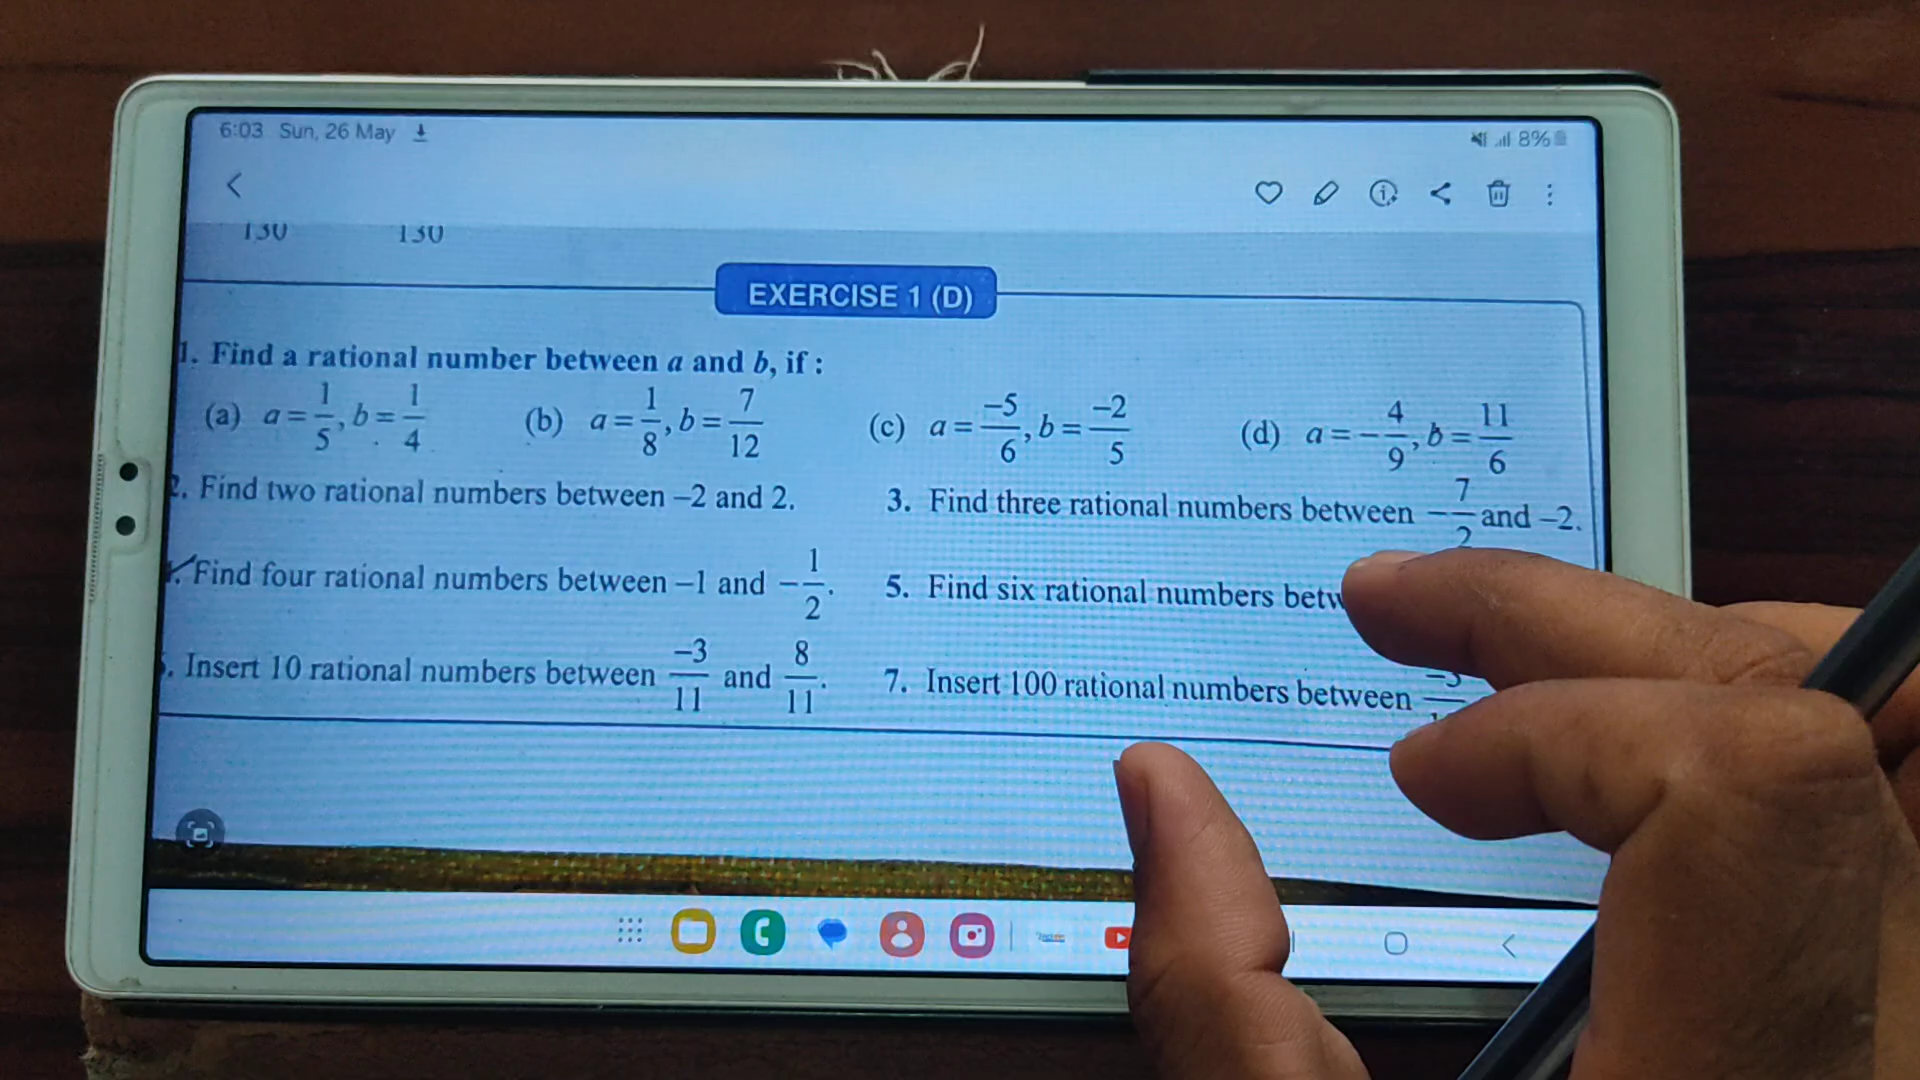 6:03 Sun, 26 May
8%
130 130
EXERCISE 1 (D)
1. Find a rational number between a and b, if :
(a) a = 1/5, b = 1/4 (b) a = 1/8, b = 7/12 (c) a = -5/6, b = -2/5 (d) a = -4/9, b = 11/6
2. Find two rational numbers between –2 and 2. 3. Find three rational numbers between -7/2 and –2.
Find four rational numbers between –1 and -1/2. 5. Find six rational numbers betw
Insert 10 rational numbers between -3/11 and 8/11. 7. Insert 100 rational numbers between